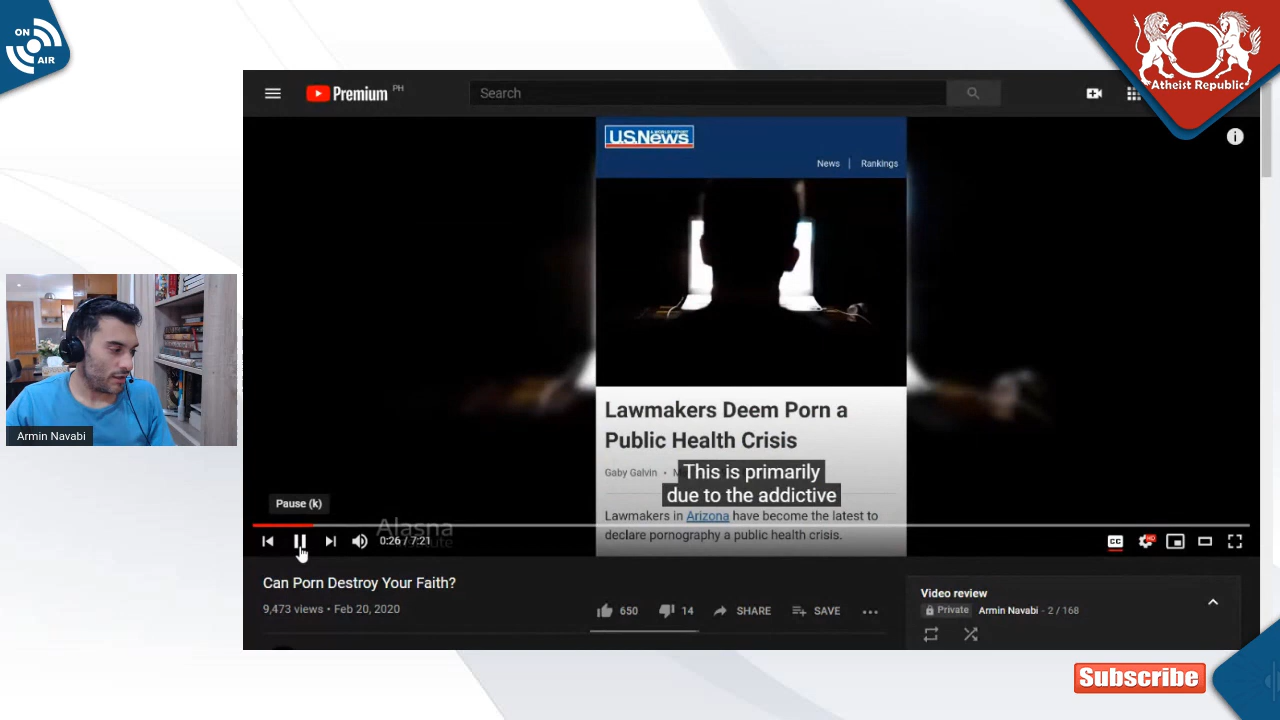 ON
AIR
Atheist Republic
Premium PH
Search
U.S.News
News | Rankings
Lawmakers Deem Porn a
Public Health Crisis
Gaby Galvin •
This is primarily
due to the addictive
Lawmakers in Arizona have become the latest to
declare pornography a public health crisis.
Armin Navabi
Pause (k)
Alasna
0:26 / 7:21
CC
HD
Can Porn Destroy Your Faith?
9,473 views • Feb 20, 2020
650
14
SHARE
SAVE
Video review
Private Armin Navabi - 2 / 168
Subscribe